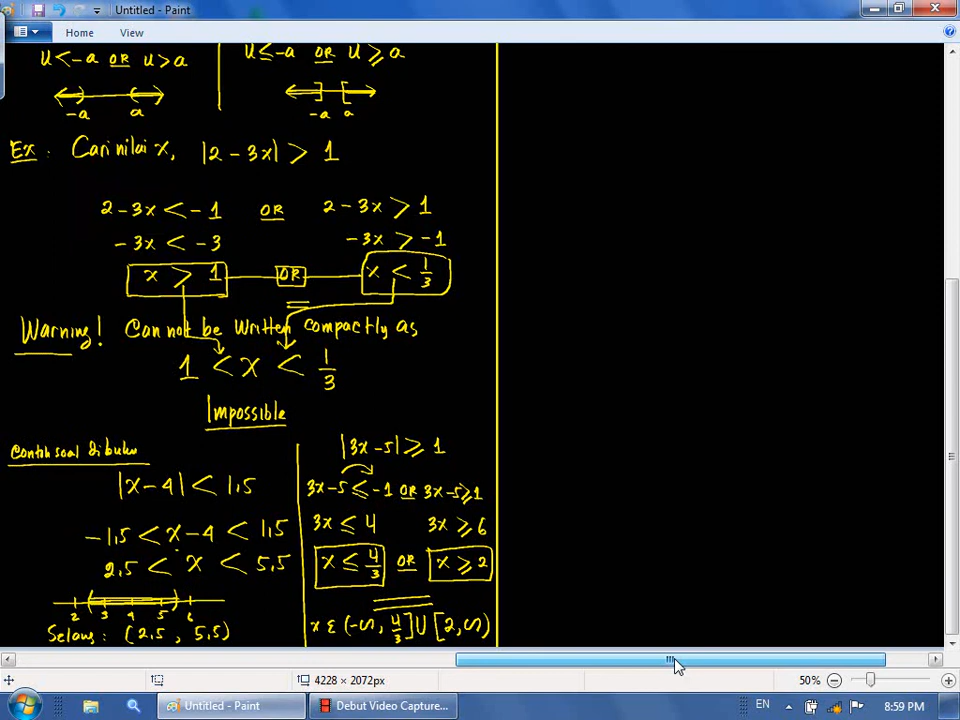 Untitled - Paint
Home View
u < -a OR u > a
-a a
u ≤ -a OR u ≥ a
-a a
Ex: Cari nilai x, |2 - 3x| > 1
2 - 3x < -1 OR 2 - 3x > 1
-3x < -3 -3x > -1
x > 1 OR x < 1/3
Warning! Cannot be written compactly as
1 < x < 1/3
Impossible
Contoh soal dibuku
|x - 4| < 1,5
-1,5 < x - 4 < 1,5
2,5 < x < 5,5
2 3 4 5 6
Selang: (2,5 , 5,5)
|3x - 5| ≥ 1
3x - 5 ≤ -1 OR 3x - 5 ≥ 1
3x ≤ 4 3x ≥ 6
x ≤ 4/3 OR x ≥ 2
x ε (-∞, 4/3] U [2, ∞)
4228 × 2072px
50%
Untitled - Paint
Debut Video Capture...
EN
8:59 PM